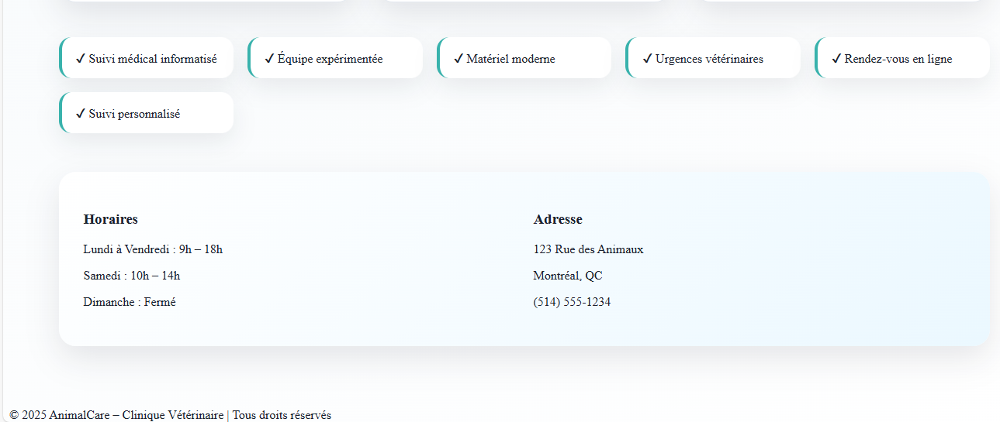 ✓ Suivi médical informatisé
✓ Équipe expérimentée
✓ Matériel moderne
✓ Urgences vétérinaires
✓ Rendez-vous en ligne
✓ Suivi personnalisé
Horaires
Lundi à Vendredi : 9h – 18h
Samedi : 10h – 14h
Dimanche : Fermé
Adresse
123 Rue des Animaux
Montréal, QC
(514) 555-1234
© 2025 AnimalCare – Clinique Vétérinaire | Tous droits réservés